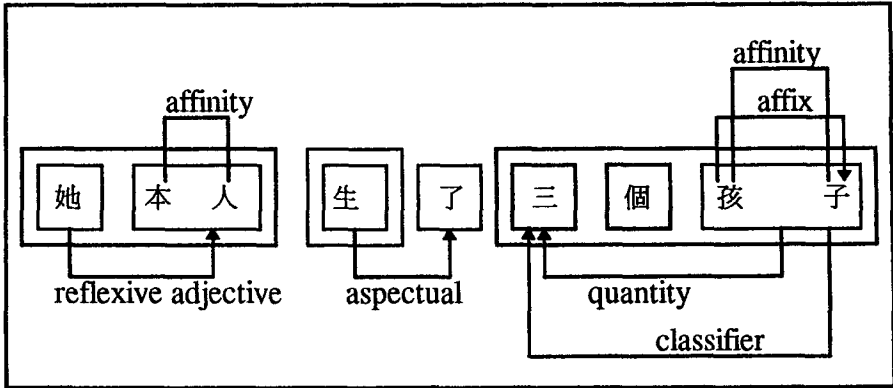 affinity
affinity
affix
她 本 人 生 了 三 個 孩 子
reflexive adjective aspectual quantity
classifier